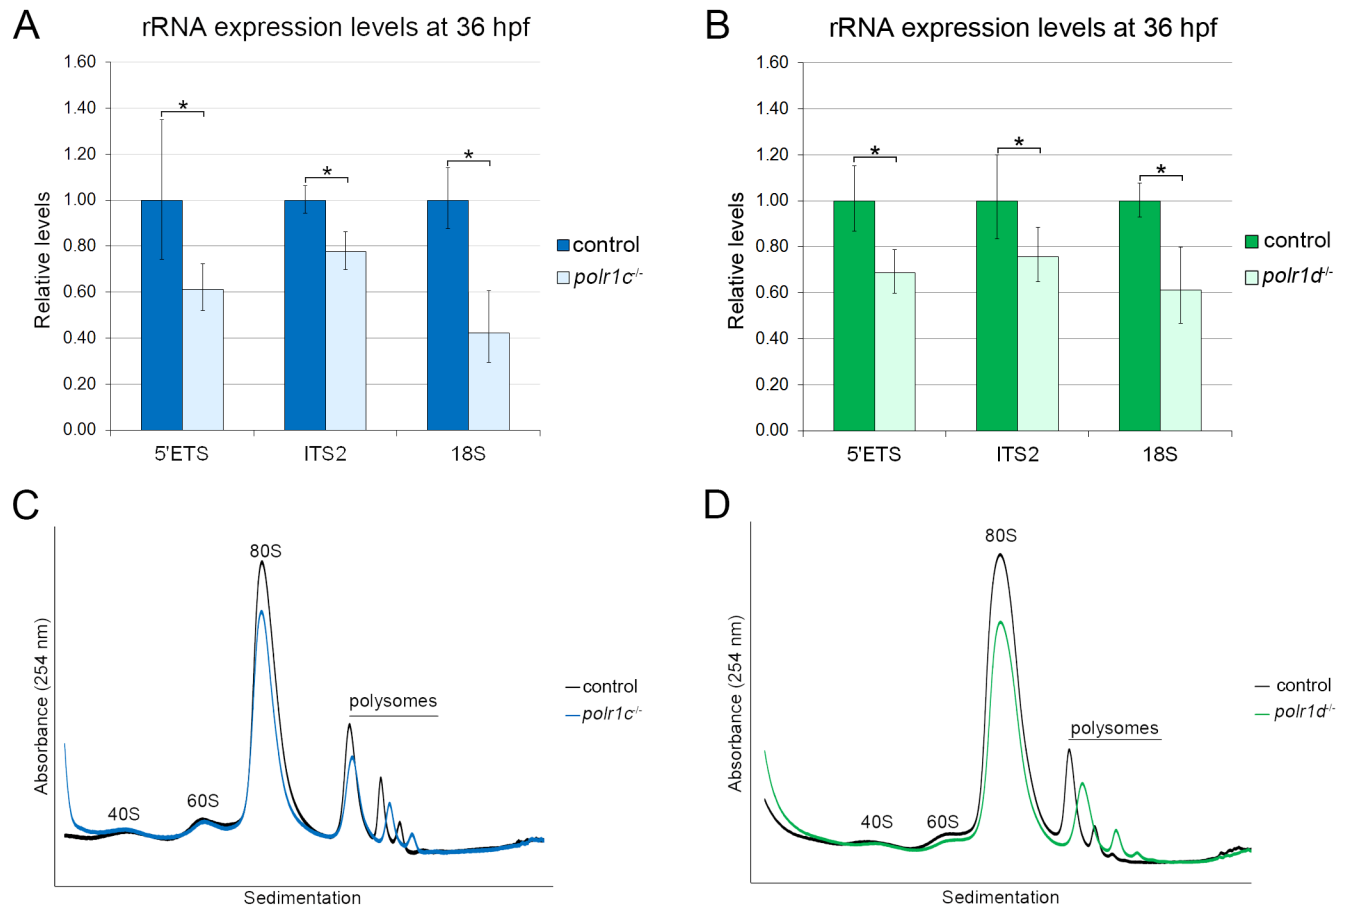 A
rRNA expression levels at 36 hpf
1.60
1.40
1.20
1.00
0.80
0.60
0.40
0.20
0.00
Relative levels
*
*
*
5'ETS
ITS2
18S
control
polr1c-/-
B
rRNA expression levels at 36 hpf
1.60
1.40
1.20
1.00
0.80
0.60
0.40
0.20
0.00
Relative levels
*
*
*
5'ETS
ITS2
18S
control
polr1d-/-
C
Absorbance (254 nm)
40S
60S
80S
polysomes
control
polr1c-/-
Sedimentation
D
Absorbance (254 nm)
40S
60S
80S
polysomes
control
polr1d-/-
Sedimentation